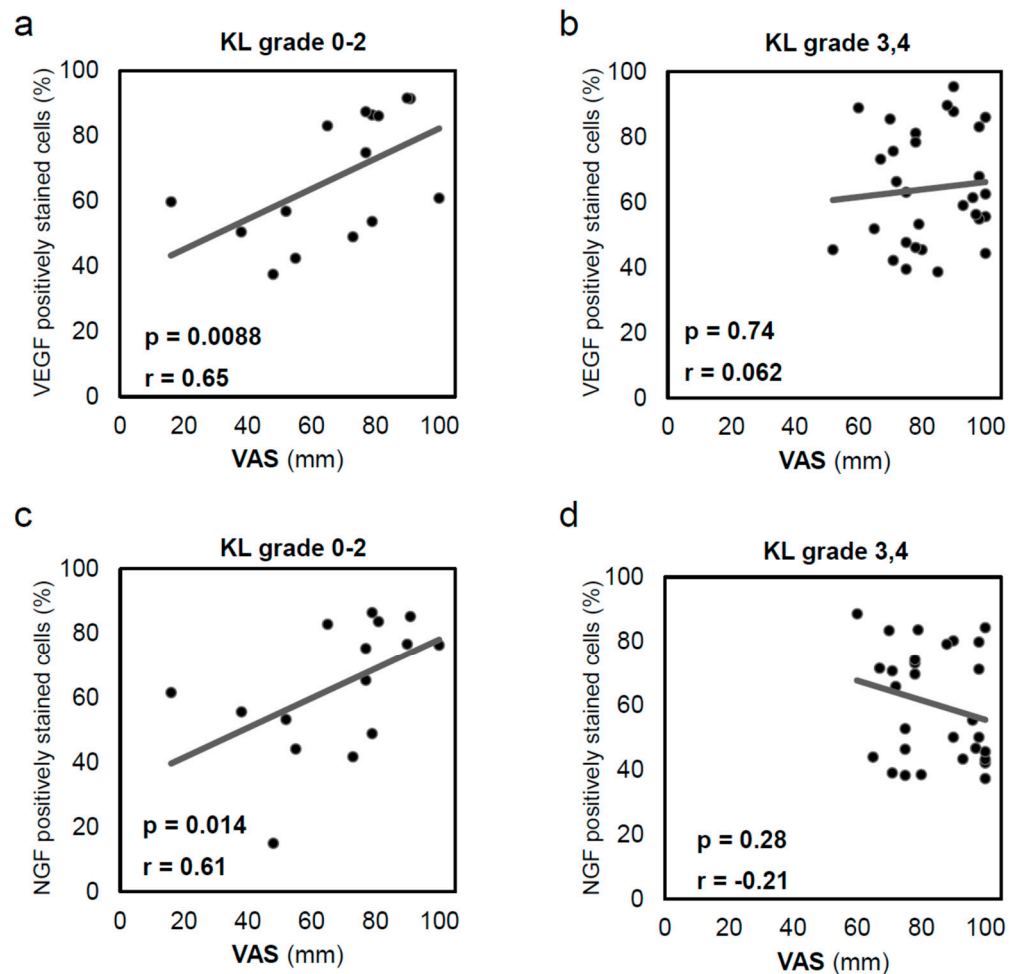 a
KL grade 0-2
VEGF positively stained cells (%)
100
80
60
40
20
0
p = 0.0088
r = 0.65
0 20 40 60 80 100
VAS (mm)
b
KL grade 3,4
VEGF positively stained cells (%)
100
80
60
40
20
0
p = 0.74
r = 0.062
0 20 40 60 80 100
VAS (mm)
c
KL grade 0-2
NGF positively stained cells (%)
100
80
60
40
20
0
p = 0.014
r = 0.61
0 20 40 60 80 100
VAS (mm)
d
KL grade 3,4
NGF positively stained cells (%)
100
80
60
40
20
0
p = 0.28
r = -0.21
0 20 40 60 80 100
VAS (mm)